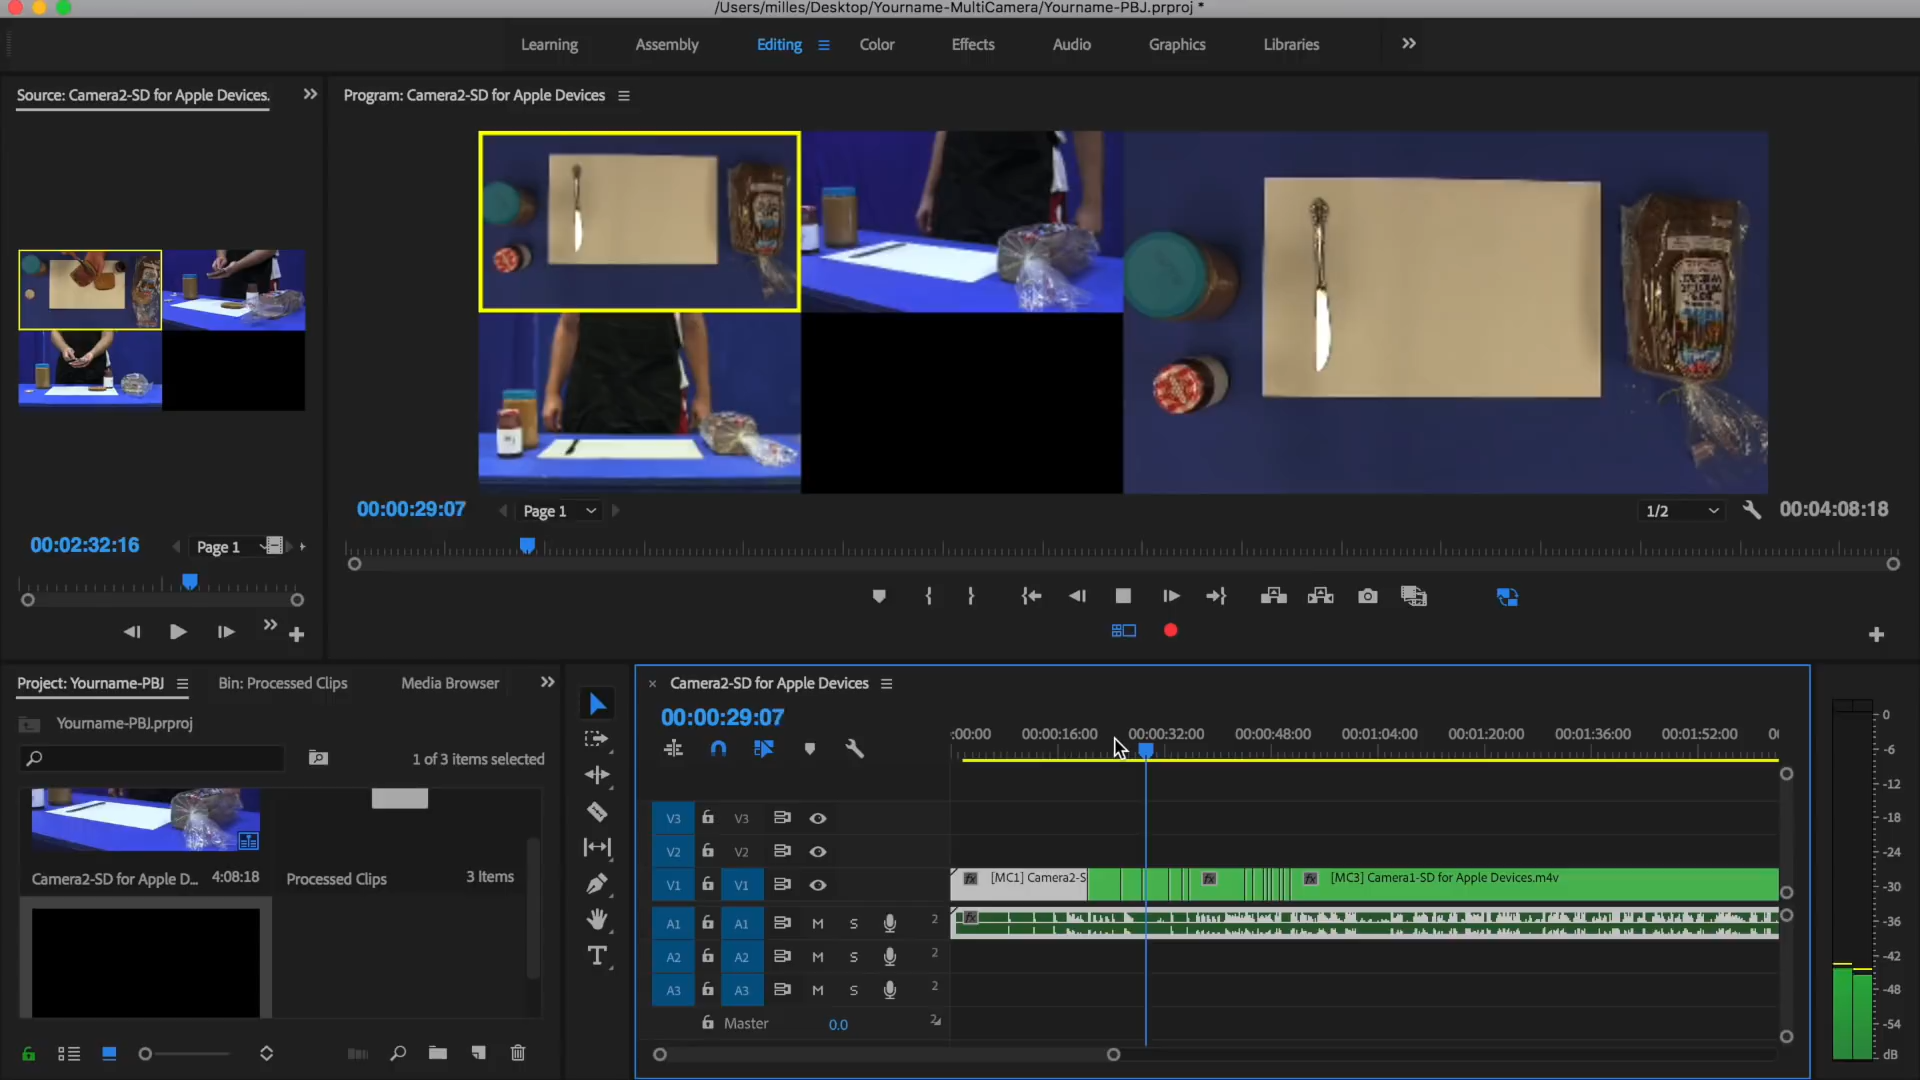 /Users/milles/Desktop/Yourname-MultiCamera/Yourname-PBJ.prproj *
Learning Assembly Editing Color Effects Audio Graphics Libraries
Source: Camera2-SD for Apple Devices.
Program: Camera2-SD for Apple Devices
00:00:29:07 Page 1 1/2 00:04:08:18
00:02:32:16 Page 1
Project: Yourname-PBJ Bin: Processed Clips Media Browser
Yourname-PBJ.prproj
1 of 3 items selected
Camera2-SD for Apple D... 4:08:18
Processed Clips 3 Items
Camera2-SD for Apple Devices
00:00:29:07
:00:00 00:00:16:00 00:00:32:00 00:00:48:00 00:01:04:00 00:01:20:00 00:01:36:00 00:01:52:00
V3 V3
V2 V2
V1 V1 fx [MC1] Camera2-S fx fx [MC3] Camera1-SD for Apple Devices.m4v
A1 A1 M S 2 fx
A2 A2 M S 2
A3 A3 M S 2
Master 0.0
0
-6
-12
-18
-24
-30
-36
-42
-48
-54
dB